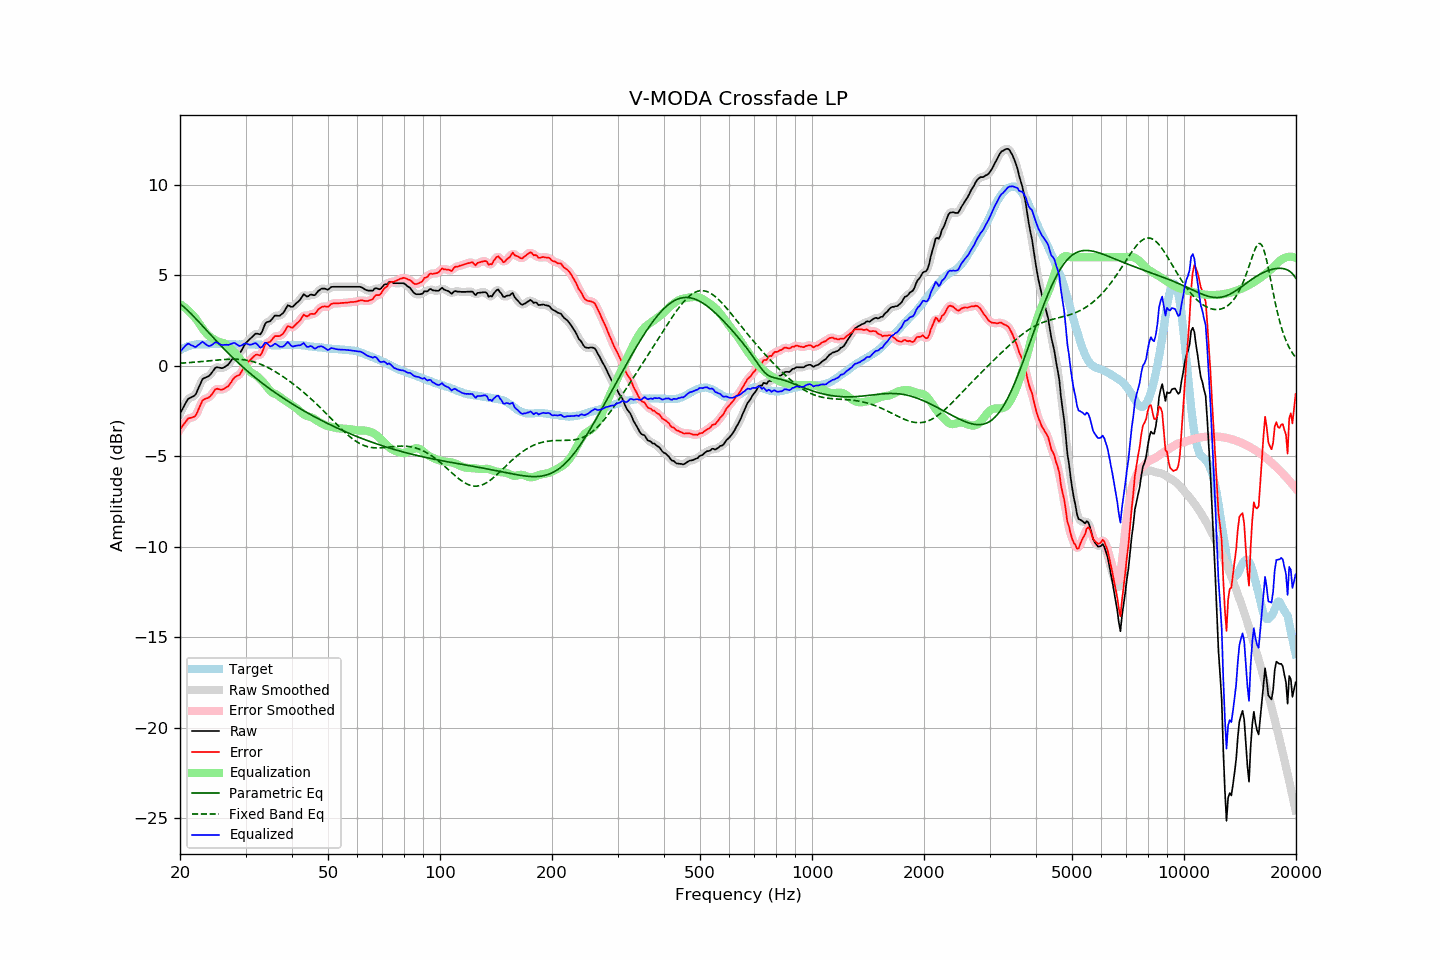 V-MODA Crossfade LP
Amplitude (dBr)
10
5
0
−5
−10
−15
−20
−25
Target
Raw Smoothed
Error Smoothed
Raw
Error
Equalization
Parametric Eq
Fixed Band Eq
Equalized
20 50 100 200 500 1000 2000 5000 10000 20000
Frequency (Hz)